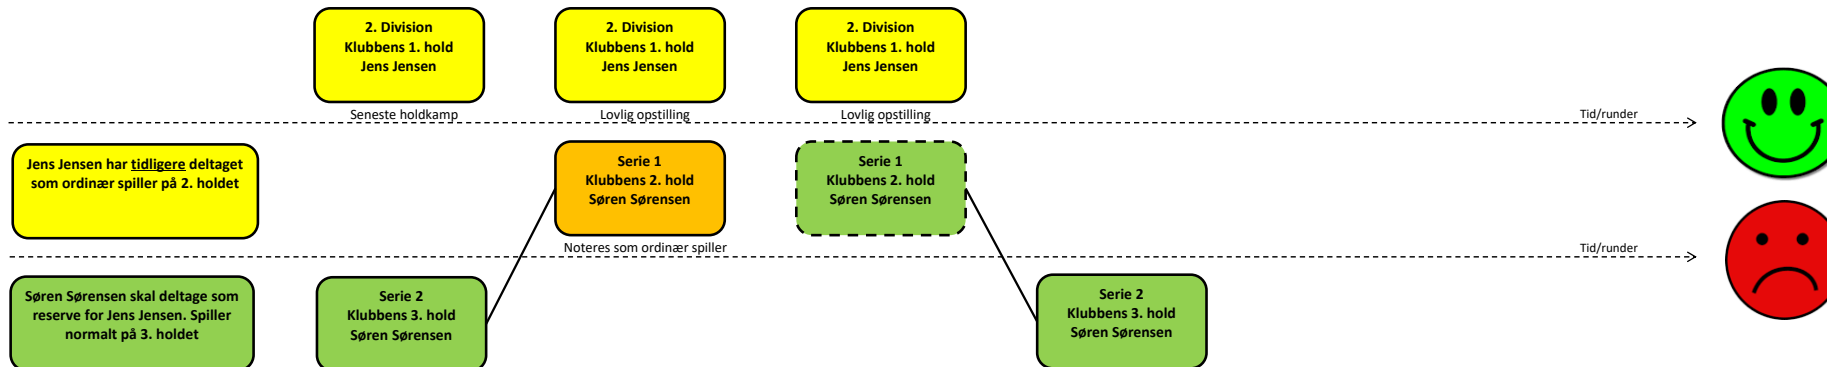 2. Division
Klubbens 1. hold
Jens Jensen
2. Division
Klubbens 1. hold
Jens Jensen
2. Division
Klubbens 1. hold
Jens Jensen
Seneste holdkamp
Lovlig opstilling
Lovlig opstilling
Tid/runder
Jens Jensen har tidligere deltaget
som ordinær spiller på 2. holdet
Serie 1
Klubbens 2. hold
Søren Sørensen
Serie 1
Klubbens 2. hold
Søren Sørensen
Noteres som ordinær spiller
Tid/runder
Søren Sørensen skal deltage som
reserve for Jens Jensen. Spiller
normalt på 3. holdet
Serie 2
Klubbens 3. hold
Søren Sørensen
Serie 2
Klubbens 3. hold
Søren Sørensen